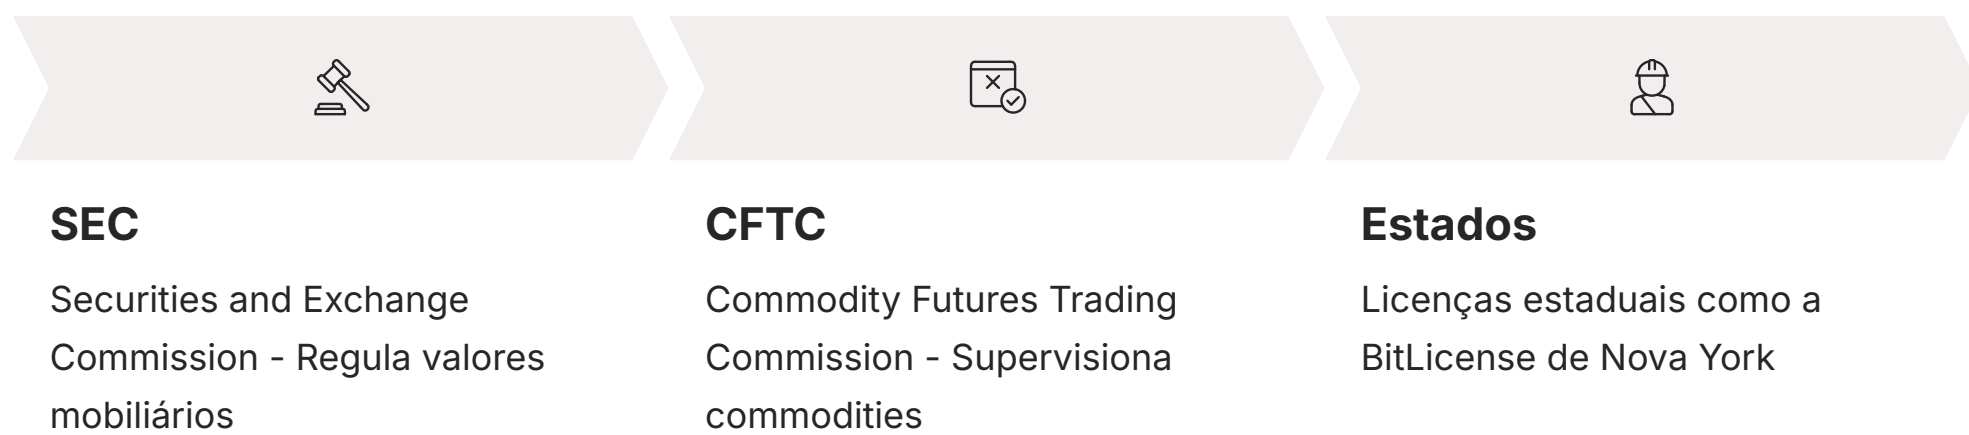 SEC
Securities and Exchange
Commission - Regula valores
mobiliários
CFTC
Commodity Futures Trading
Commission - Supervisiona
commodities
Estados
Licenças estaduais como a
BitLicense de Nova York